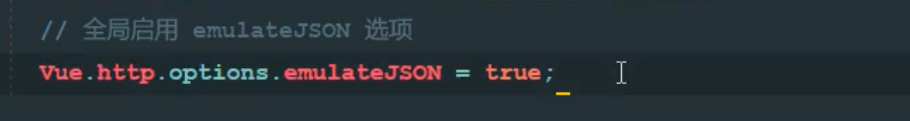 // 全局启用 emulateJSON 选项
Vue.http.options.emulateJSON = true;